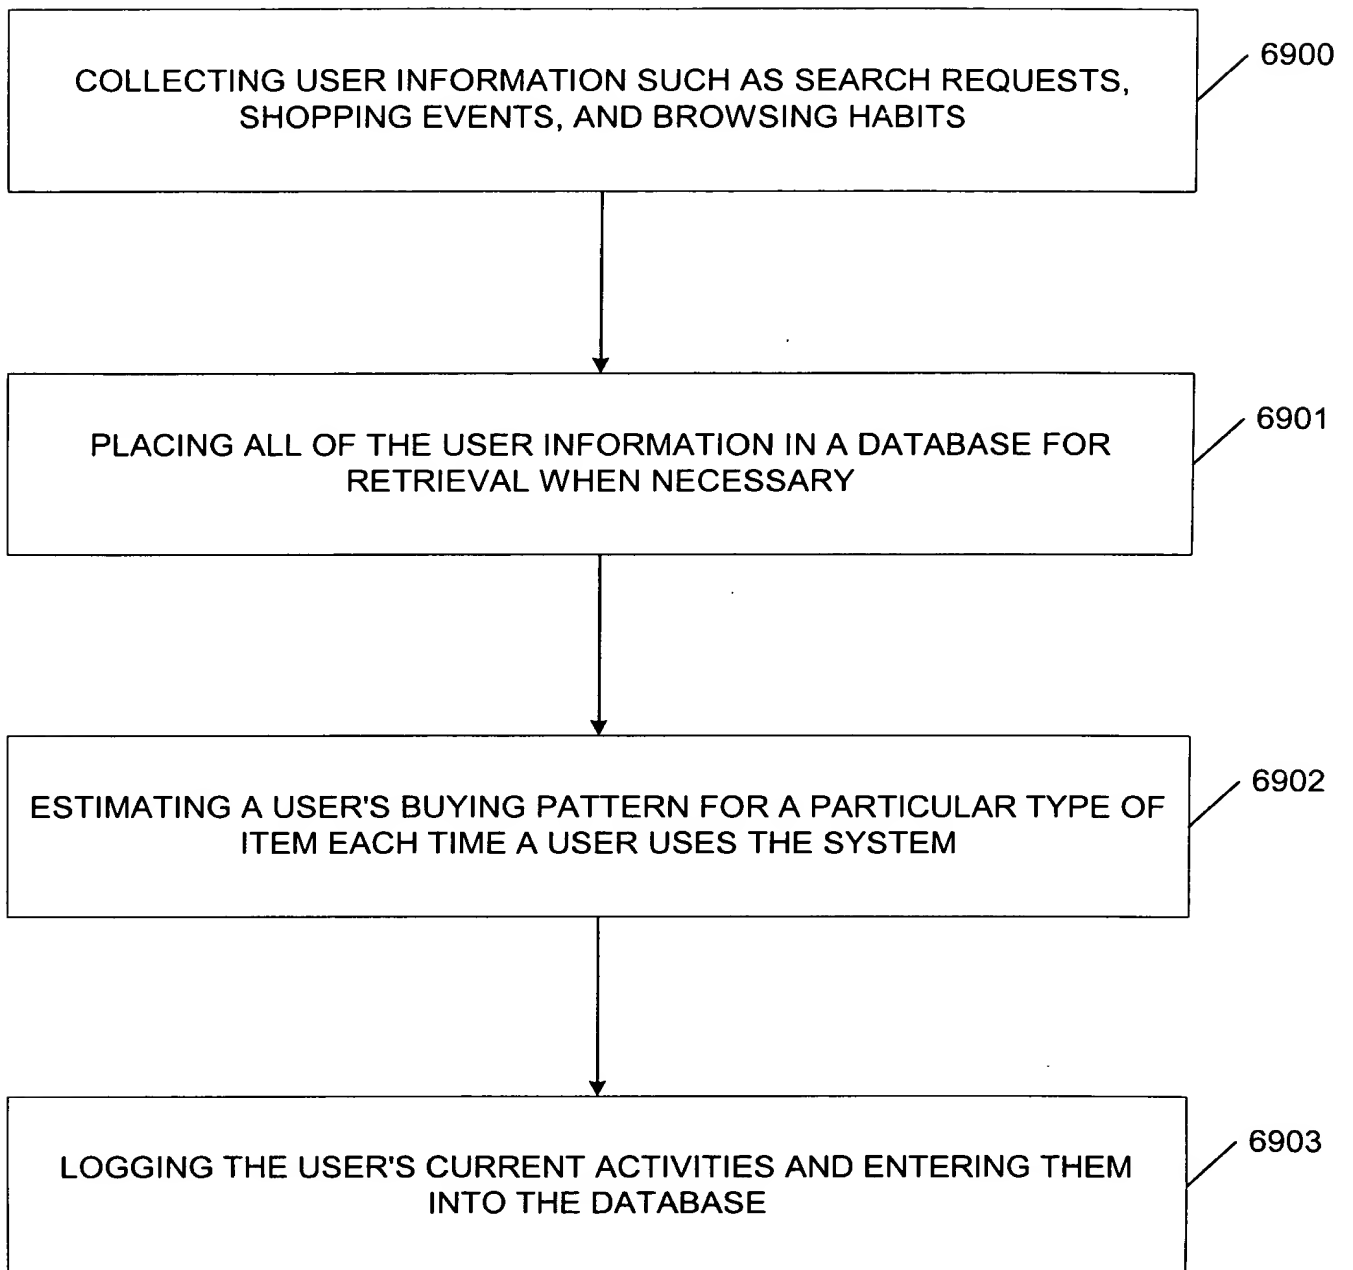 COLLECTING USER INFORMATION SUCH AS SEARCH REQUESTS,
SHOPPING EVENTS, AND BROWSING HABITS
6900
PLACING ALL OF THE USER INFORMATION IN A DATABASE FOR
RETRIEVAL WHEN NECESSARY
6901
ESTIMATING A USER'S BUYING PATTERN FOR A PARTICULAR TYPE OF
ITEM EACH TIME A USER USES THE SYSTEM
6902
LOGGING THE USER'S CURRENT ACTIVITIES AND ENTERING THEM
INTO THE DATABASE
6903